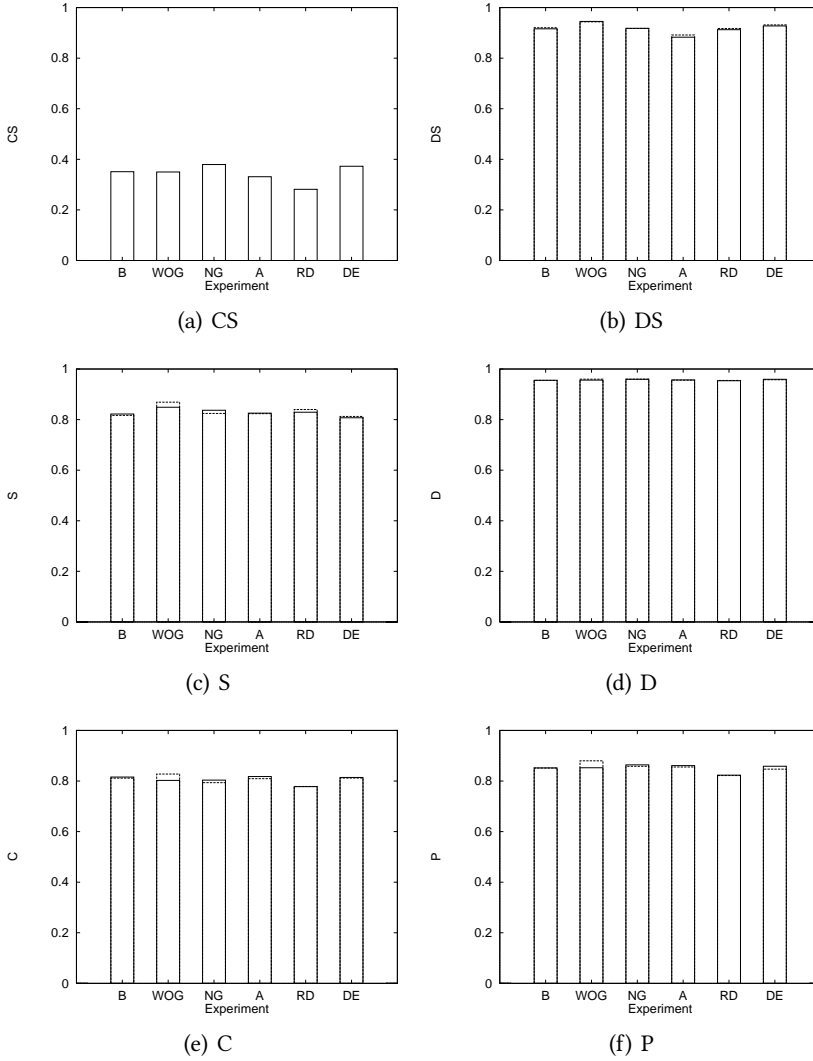 1
0.8
0.6
0.4
0.2
0
CS
B WOG NG A RD DE
Experiment
(a) CS
1
0.8
0.6
0.4
0.2
0
DS
B WOG NG A RD DE
Experiment
(b) DS
1
0.8
0.6
0.4
0.2
0
S
B WOG NG A RD DE
Experiment
(c) S
1
0.8
0.6
0.4
0.2
0
D
B WOG NG A RD DE
Experiment
(d) D
1
0.8
0.6
0.4
0.2
0
C
B WOG NG A RD DE
Experiment
(e) C
1
0.8
0.6
0.4
0.2
0
P
B WOG NG A RD DE
Experiment
(f) P